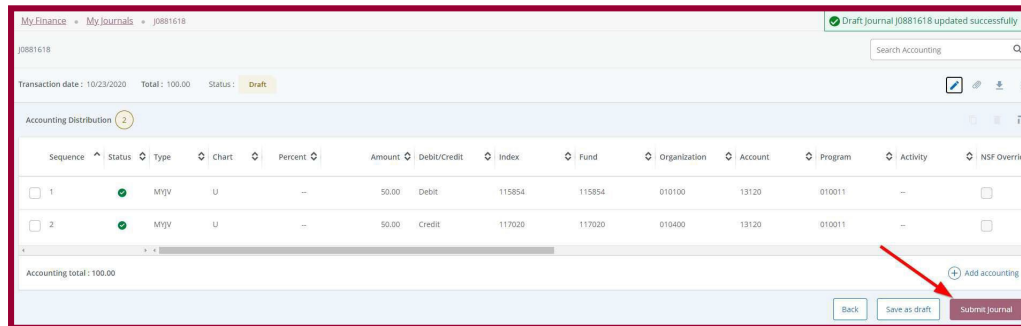 My Finance • My Journals • J0881618
Draft Journal J0881618 updated successfully
J0881618
Search Accounting
Transaction date : 10/23/2020 Total : 100.00 Status : Draft
Accounting Distribution 2
Sequence Status Type Chart Percent Amount Debit/Credit Index Fund Organization Account Program Activity NSF Overri
1 MYJV U -- 50.00 Debit 115854 115854 010100 13120 010011 --
2 MYJV U -- 50.00 Credit 117020 117020 010400 13120 010011 --
Accounting total : 100.00
Add accounting
Back Save as draft Submit Journal